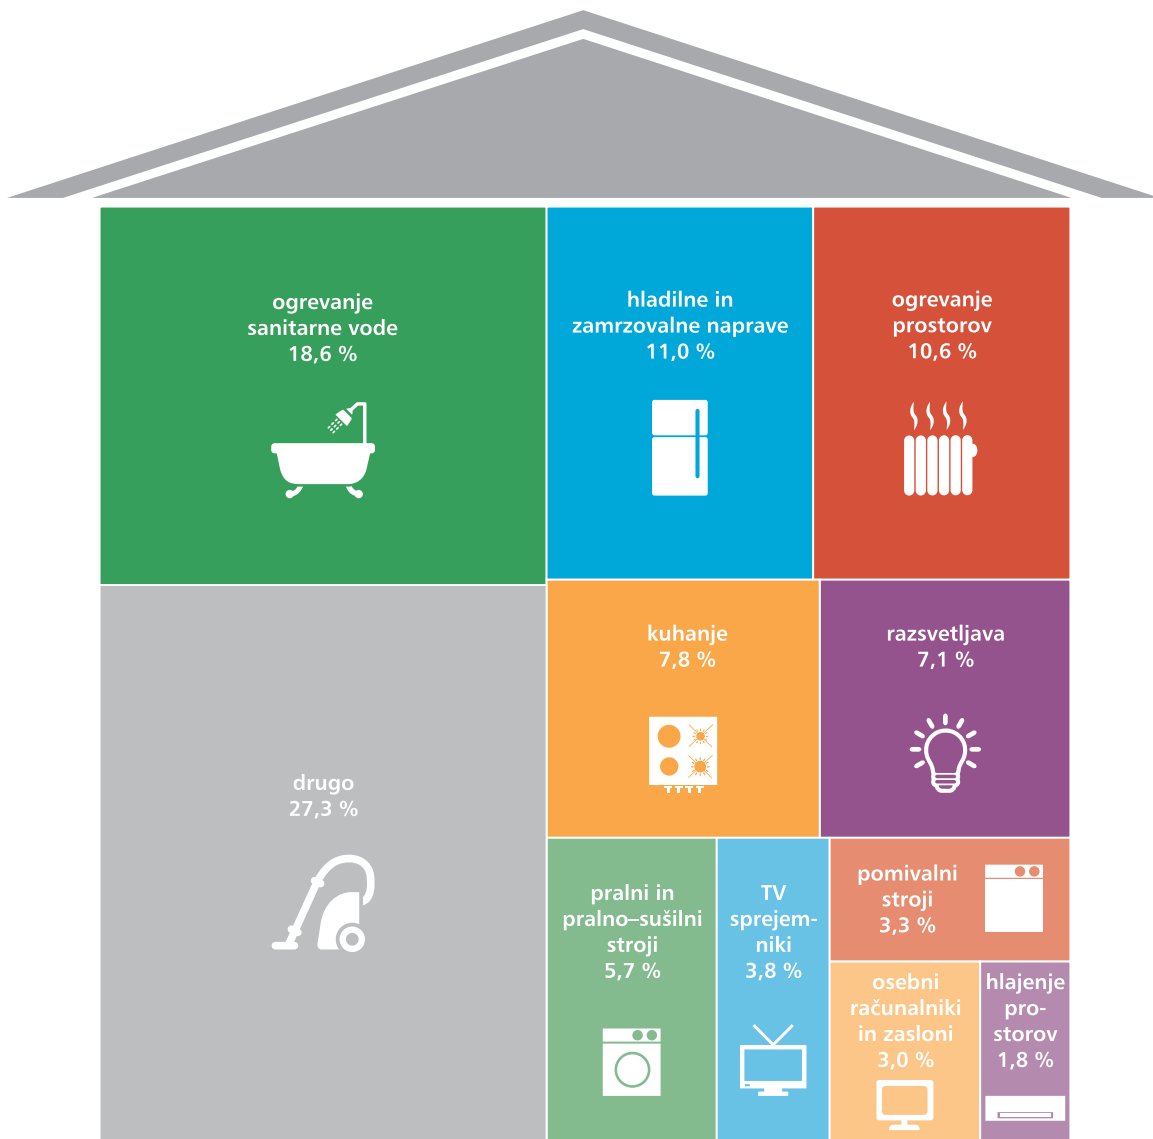 ogrevanje
sanitarne vode
18,6 %
hladilne in
zamrzovalne naprave
11,0 %
ogrevanje
prostorov
10,6 %
kuhanje
7,8 %
razsvetljava
7,1 %
drugo
27,3 %
pralni in
pralno–sušilni
stroji
5,7 %
TV
sprejem-
niki
3,8 %
pomivalni
stroji
3,3 %
osebni
računalniki
in zasloni
3,0 %
hlajenje
pro-
storov
1,8 %